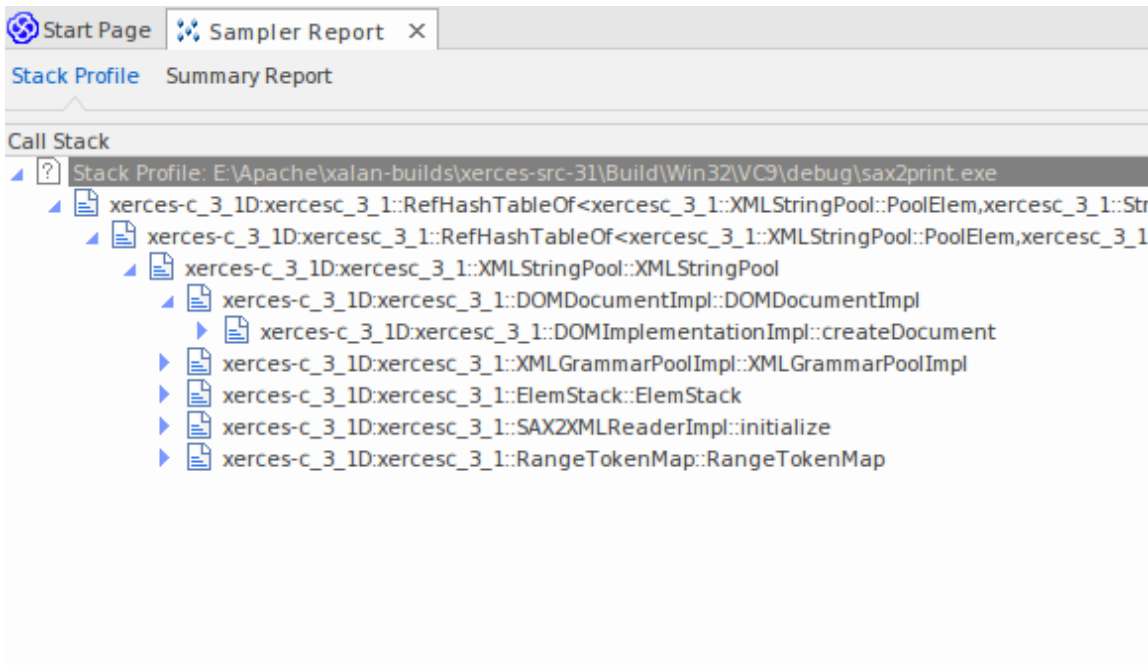 Start Page Sampler Report
Stack Profile Summary Report
Call Stack
Stack Profile: E:\Apache\xalan-builds\xerces-src-31\Build\Win32\VC9\debug\sax2print.exe
xerces-c_3_1D:xercesc_3_1::RefHashTableOf<xercesc_3_1::XMLStringPool::PoolElem,xercesc_3_1::Str
xerces-c_3_1D:xercesc_3_1::RefHashTableOf<xercesc_3_1::XMLStringPool::PoolElem,xercesc_3_1
xerces-c_3_1D:xercesc_3_1::XMLStringPool::XMLStringPool
xerces-c_3_1D:xercesc_3_1::DOMDocumentImpl::DOMDocumentImpl
xerces-c_3_1D:xercesc_3_1::DOMImplementationImpl::createDocument
xerces-c_3_1D:xercesc_3_1::XMLGrammarPoolImpl::XMLGrammarPoolImpl
xerces-c_3_1D:xercesc_3_1::ElemStack::ElemStack
xerces-c_3_1D:xercesc_3_1::SAX2XMLReaderImpl::initialize
xerces-c_3_1D:xercesc_3_1::RangeTokenMap::RangeTokenMap